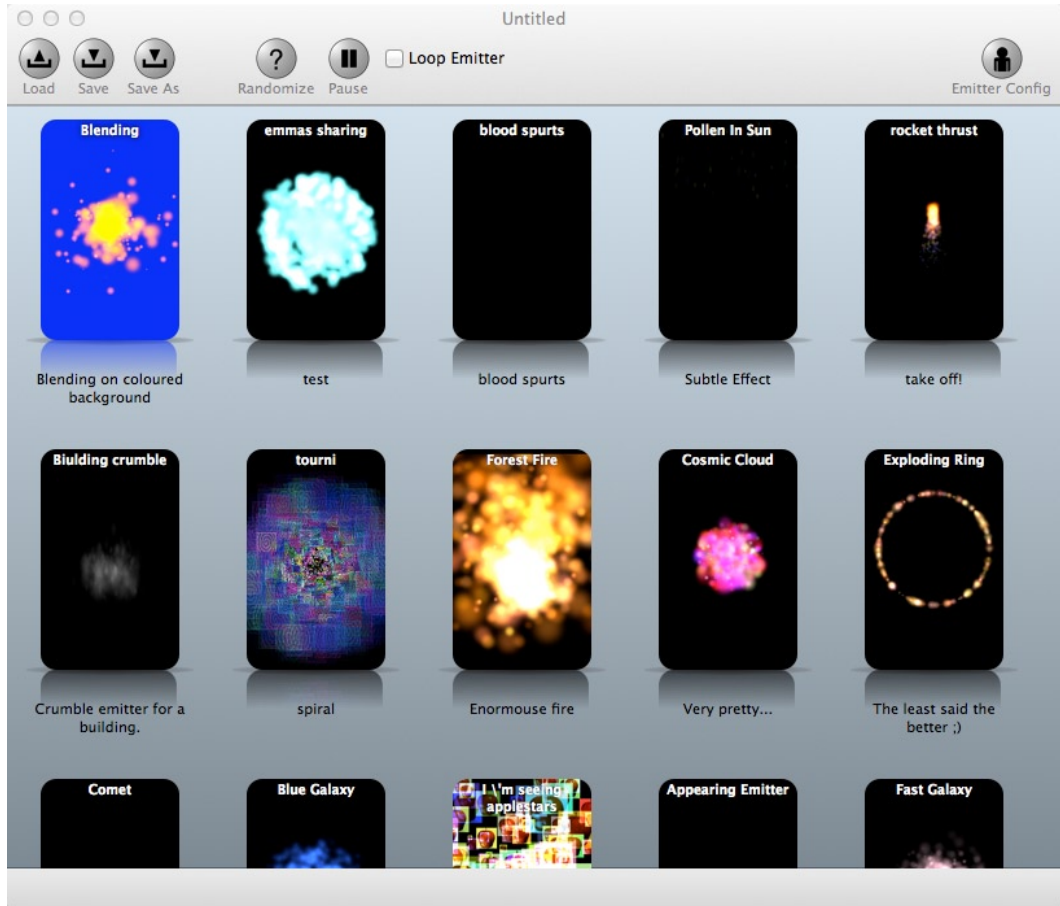 Untitled
Loop Emitter
Load Save Save As Randomize Pause Emitter Config
Blending emmas sharing blood spurts Pollen In Sun rocket thrust
Blending on coloured
background
test
blood spurts
Subtle Effect
take off!
Biulding crumble tourni Forest Fire Cosmic Cloud Exploding Ring
Crumble emitter for a
building.
spiral
Enormouse fire
Very pretty...
The least said the
better ;)
Comet
Blue Galaxy
I \'m seeing
applestars
Appearing Emitter
Fast Galaxy